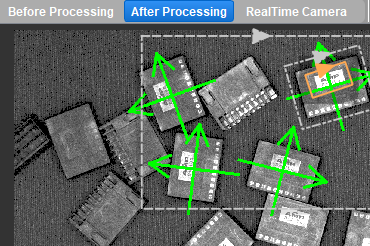 Before Processing
After Processing
RealTime Camera